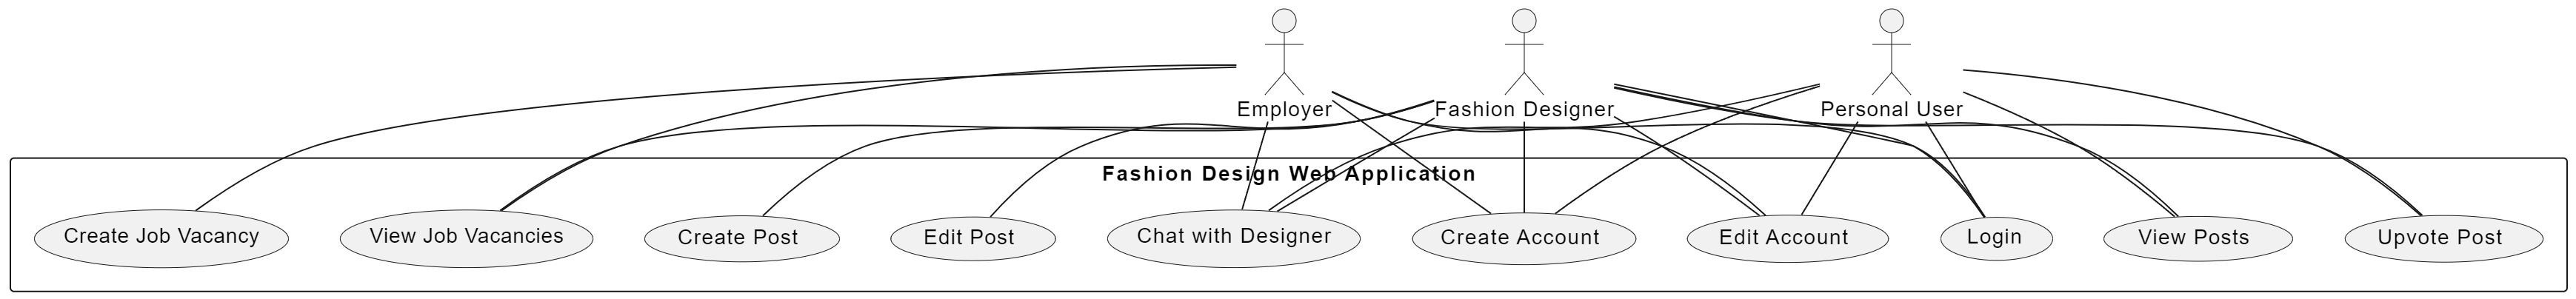 Employer
Fashion Designer
Personal User
Fashion Design Web Application
Create Job Vacancy
View Job Vacancies
Create Post
Edit Post
Chat with Designer
Create Account
Edit Account
Login
View Posts
Upvote Post